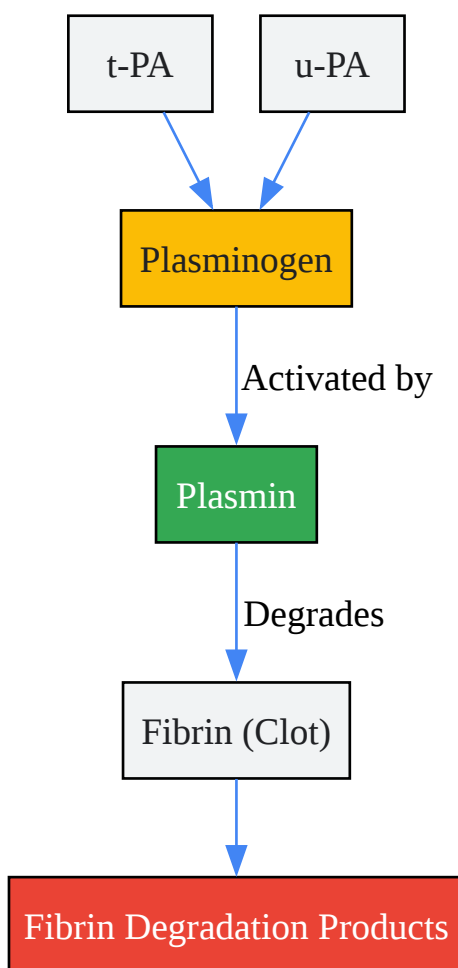 t-PA
u-PA
Plasminogen
Activated by
Plasmin
Degrades
Fibrin (Clot)
Fibrin Degradation Products